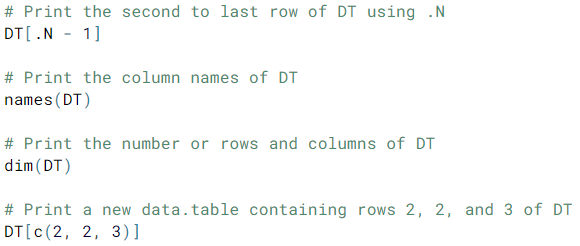 # Print the second to last row of DT using .N
DT[.N - 1]
# Print the column names of DT
names(DT)
# Print the number or rows and columns of DT
dim(DT)
# Print a new data.table containing rows 2, 2, and 3 of DT
DT[c(2, 2, 3)]